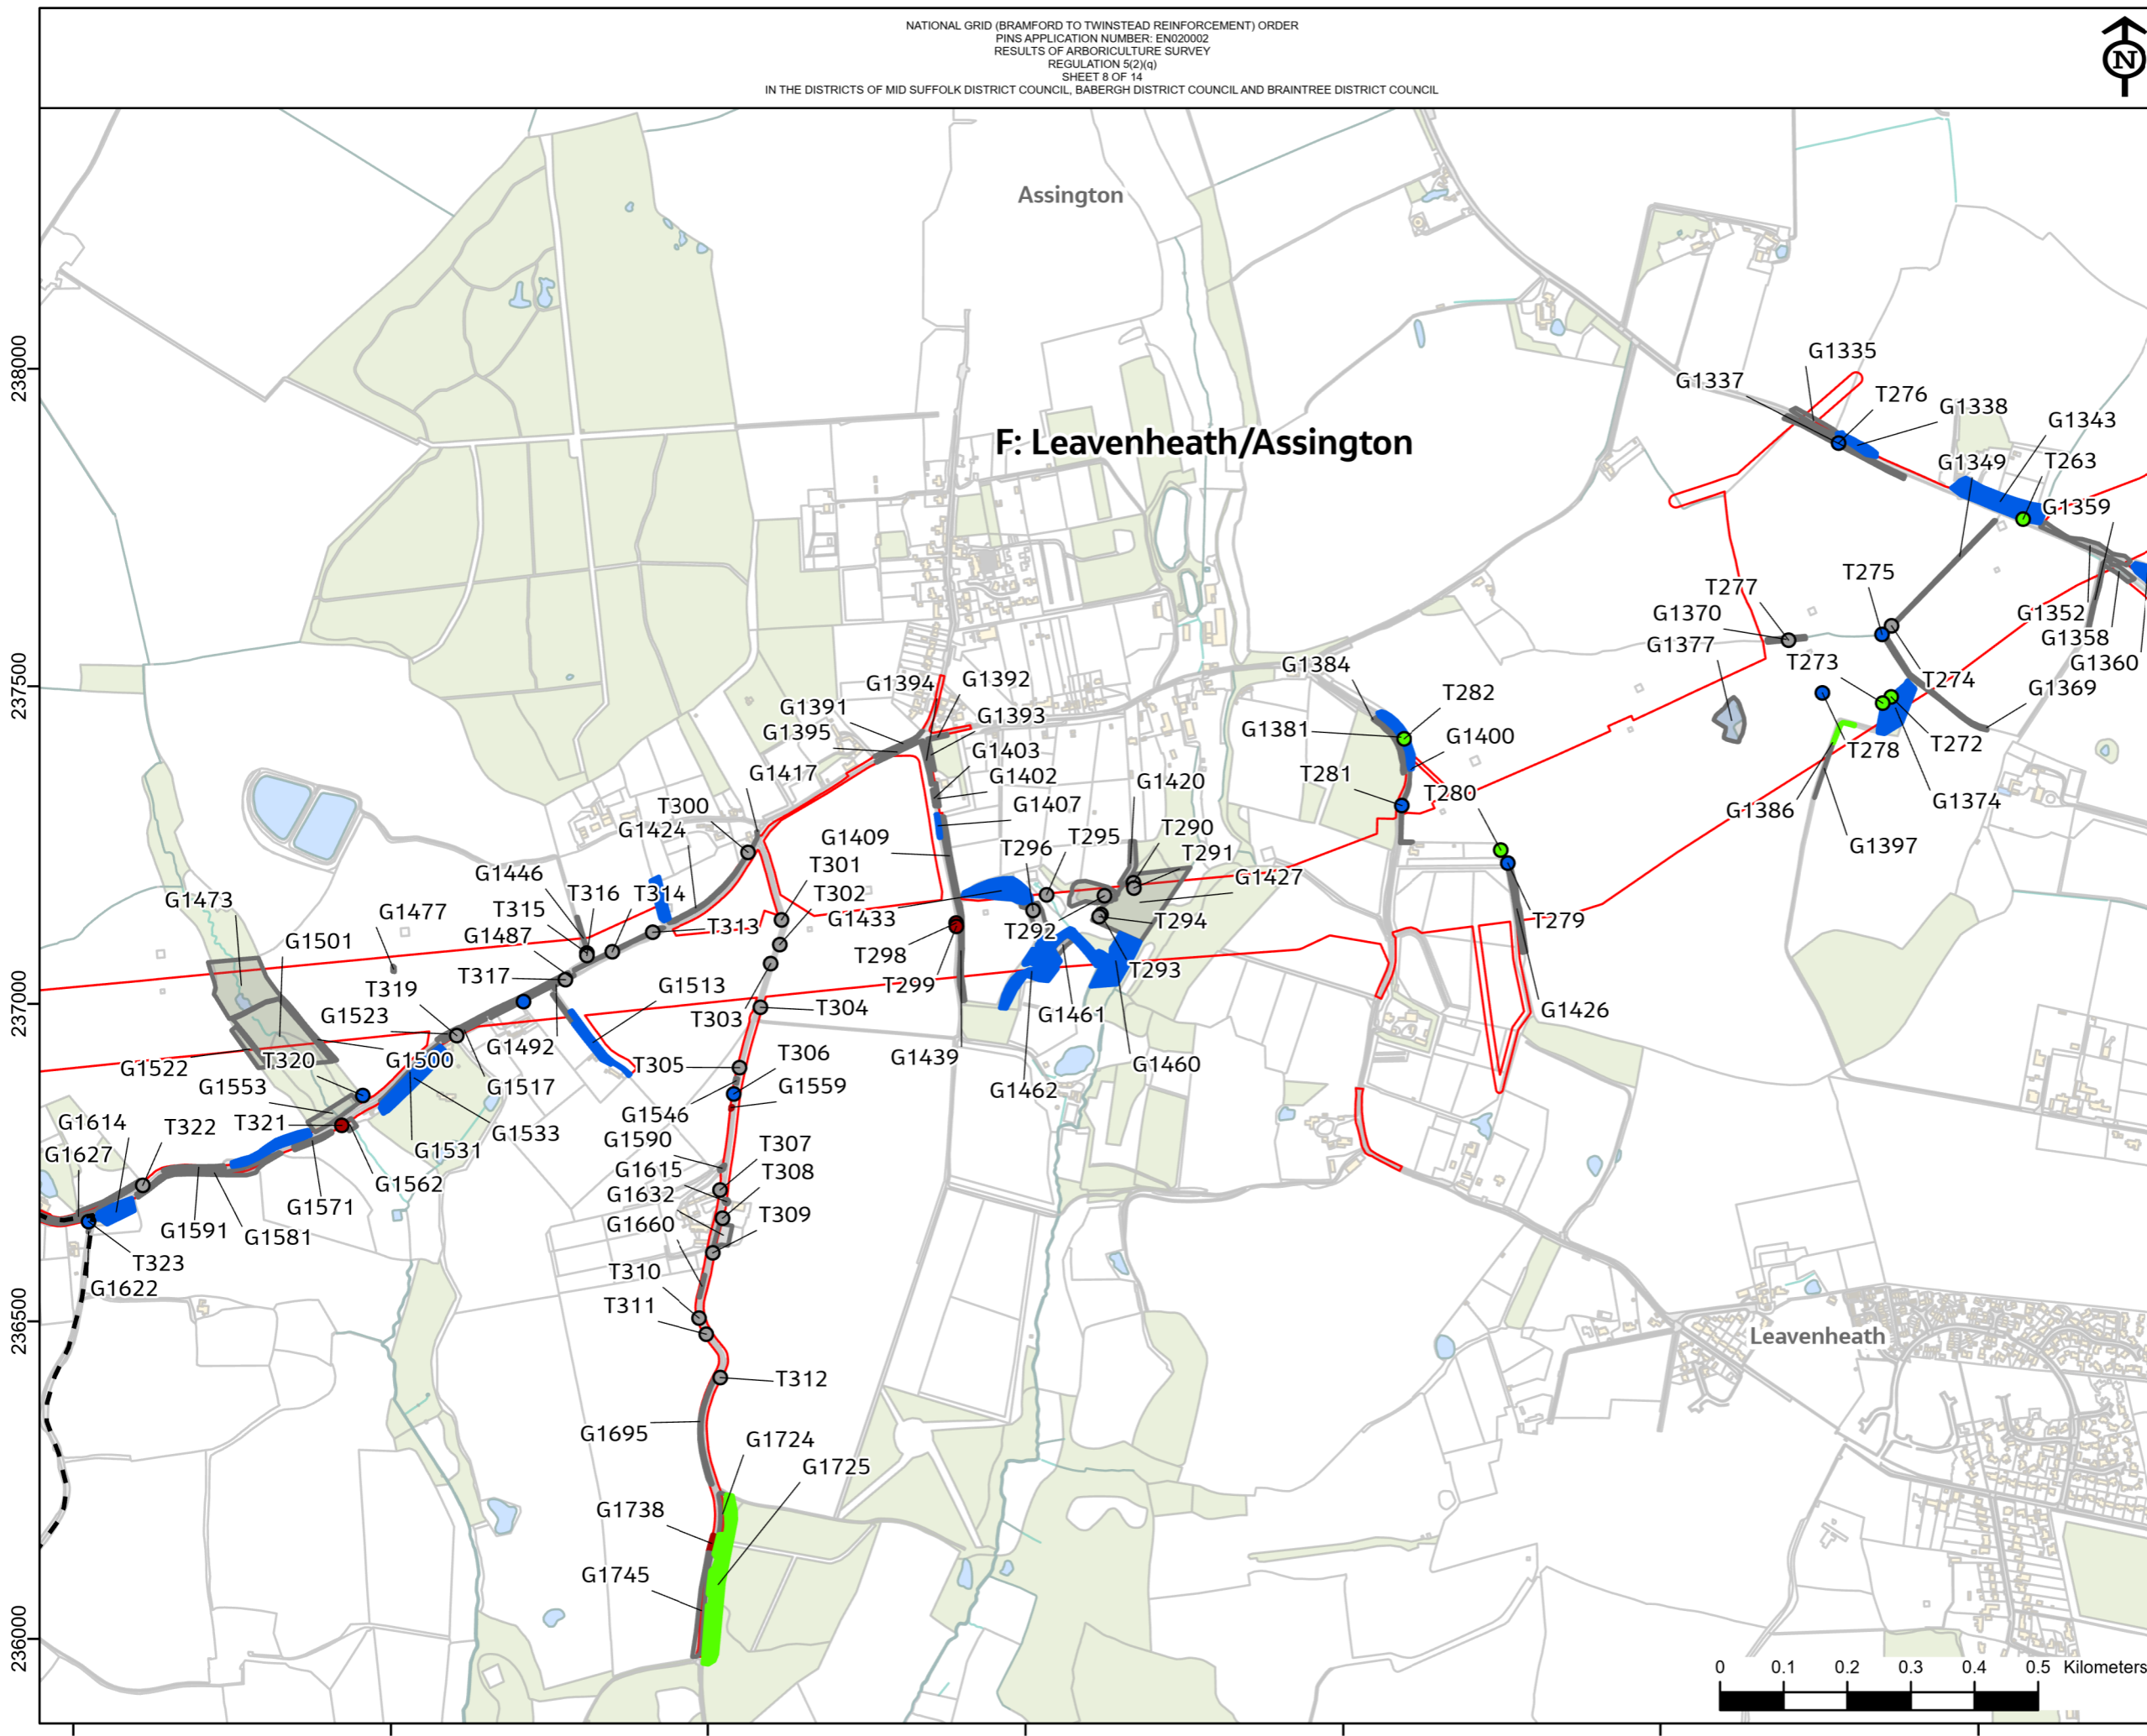 NATIONAL GRID (BRAMFORD TO TWINSTEAD REINFORCEMENT) ORDER
PINS APPLICATION NUMBER: EN020002
RESULTS OF ARBORICULTURE SURVEY
REGULATION 5(2)(q)
SHEET 8 OF 14
IN THE DISTRICTS OF MID SUFFOLK DISTRICT COUNCIL, BABERGH DISTRICT COUNCIL AND BRAINTREE DISTRICT COUNCIL
N
Assington
238000
G1335
G1337
T276
G1338
G1343
F: Leavenheath/Assington
G1349
T263
G1359
T275
T277
G1370
G1352
G1377
G1358
T273
G1360
237500
G1384
G1394
G1392
T282
T274
G1369
G1391
G1393
G1395
G1381
G1400
G1403
T278
T272
G1417
G1402
T281
T280
G1420
T300
G1407
G1386
G1374
G1424
G1409
T295
T290
T296
T291
G1397
T301
G1446
T316
T314
T302
G1427
G1473
G1477
T315
G1433
T313
T292
T294
T279
G1487
G1501
T298
T293
T317
T319
G1513
T299
237000
G1523
T303
T304
G1461
G1426
G1492
T306
G1439
G1522
T320
G1500
T305
G1460
G1553
G1517
G1559
G1462
G1546
G1614
T322
T321
G1533
G1590
T307
G1627
G1531
G1615
T308
G1562
G1632
G1571
T309
G1591
G1581
G1660
T323
T310
G1622
T311
236500
Leavenheath
T312
G1695
G1724
G1725
G1738
G1745
236000
0 0.1 0.2 0.3 0.4 0.5 Kilometers